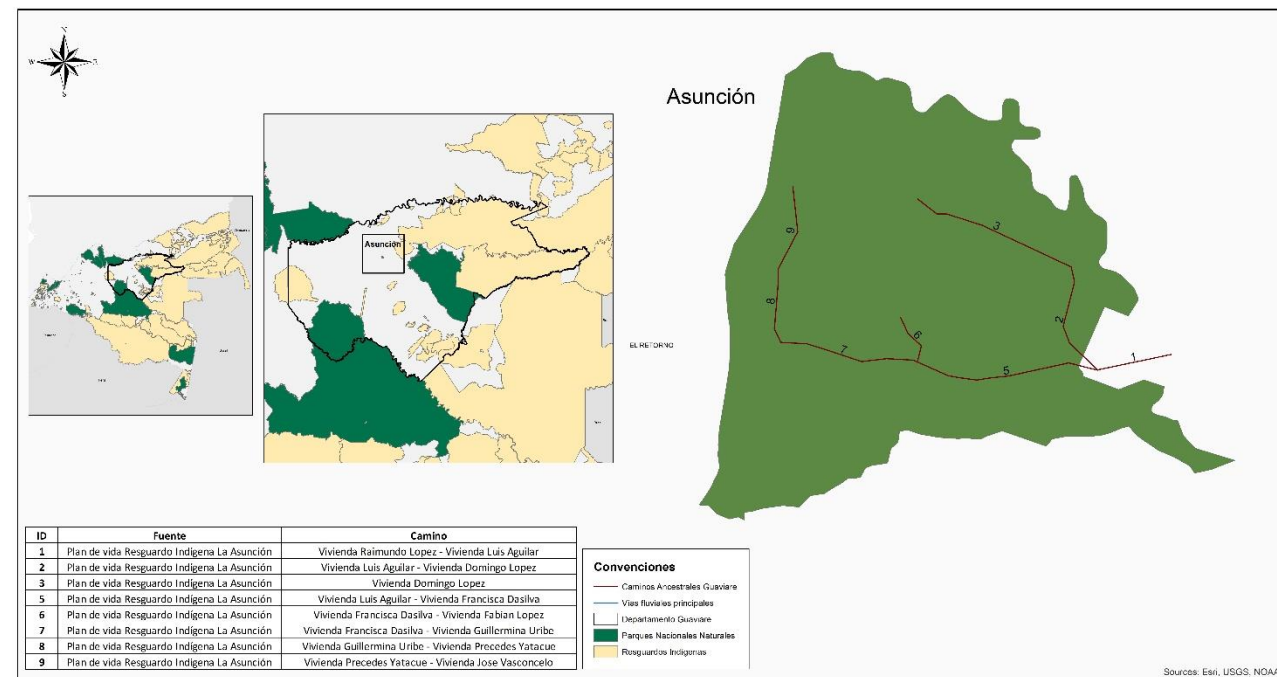 N
W
E
S
Asunción
Asunción
EL RETORNO
9
3
8
2
6
7
1
5
ID Fuente Camino
1 Plan de vida Resguardo Indígena La Asunción Vivienda Raimundo Lopez - Vivienda Luis Aguilar
2 Plan de vida Resguardo Indígena La Asunción Vivienda Luis Aguilar - Vivienda Domingo Lopez
3 Plan de vida Resguardo Indígena La Asunción Vivienda Domingo Lopez
5 Plan de vida Resguardo Indígena La Asunción Vivienda Luis Aguilar - Vivienda Francisca Dasilva
6 Plan de vida Resguardo Indígena La Asunción Vivienda Francisca Dasilva - Vivienda Fabian Lopez
7 Plan de vida Resguardo Indígena La Asunción Vivienda Francisca Dasilva - Vivienda Guillermina Uribe
8 Plan de vida Resguardo Indígena La Asunción Vivienda Guillermina Uribe - Vivienda Precedes Yatacue
9 Plan de vida Resguardo Indígena La Asunción Vivienda Precedes Yatacue - Vivienda Jose Vasconcelo
Convenciones
Caminos Ancestrales Guaviare
Vías fluviales principales
Departamento Guaviare
Parques Nacionales Naturales
Resguardos Indígenas
Sources: Esri, USGS, NOAA